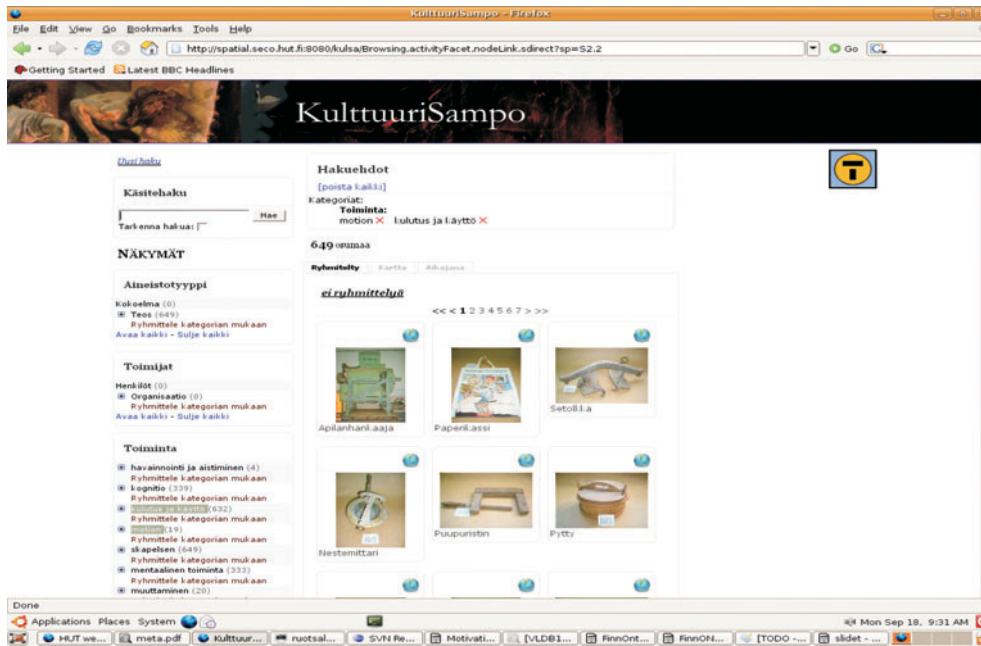 KulttuuriSampo - Firefox
File Edit View Go Bookmarks Tools Help
http://spatial.seco.hut.fi:8080/kulsa/Browsing.activityFacet.nodeLink.sdirect?sp=S2.2
Go
Getting Started Latest BBC Headlines
KulttuuriSampo
Uusi haku
Käsitehaku
Hae
Tarkenna hakua:
NÄKYMÄT
Aineistotyyppi
Kokoelma (0)
Teos (649)
Ryhmittele kategorian mukaan
Avaa kaikki - Sulje kaikki
Toimijat
Henkilöt (0)
Organisaatio (0)
Ryhmittele kategorian mukaan
Avaa kaikki - Sulje kaikki
Toiminta
havainnointi ja aistiminen (4)
Ryhmittele kategorian mukaan
kognitio (339)
Ryhmittele kategorian mukaan
kulutus ja käyttö (632)
Ryhmittele kategorian mukaan
motion (19)
Ryhmittele kategorian mukaan
skapelsen (649)
Ryhmittele kategorian mukaan
mentaalinen toiminta (333)
Ryhmittele kategorian mukaan
muuttaminen (20)
Hakuehdot
[poista kaikki]
Kategoriat:
Toiminta:
motion kulutus ja käyttö
649 osumaa
Ryhmitelty Kartta Aikajana
ei ryhmittelyä
<< < 1 2 3 4 5 6 7 > >>
Apilanhankaaja Paperikassi Setolkka
Nestemittari Puupuristin Pytty
T
Done
Applications Places System
Mon Sep 18, 9:31 AM
HUT we... meta.pdf Kulttuur... ruotsal... SVN Re... Motivati... [VLDB1... FinnOnt... FinnON... [TODO -... slidet - ...